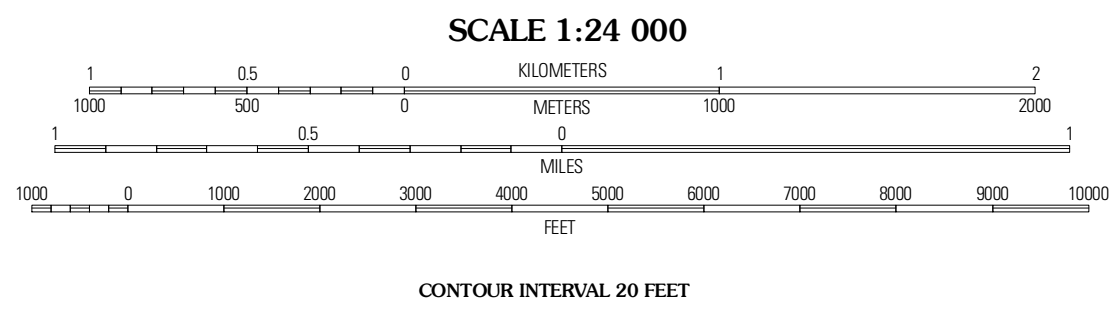 SCALE 1:24 000
1 0.5 0 KILOMETERS 1 2
1000 500 0 METERS 1000 2000
1 0.5 0 1
MILES
1000 0 1000 2000 3000 4000 5000 6000 7000 8000 9000 10000
FEET
CONTOUR INTERVAL 20 FEET